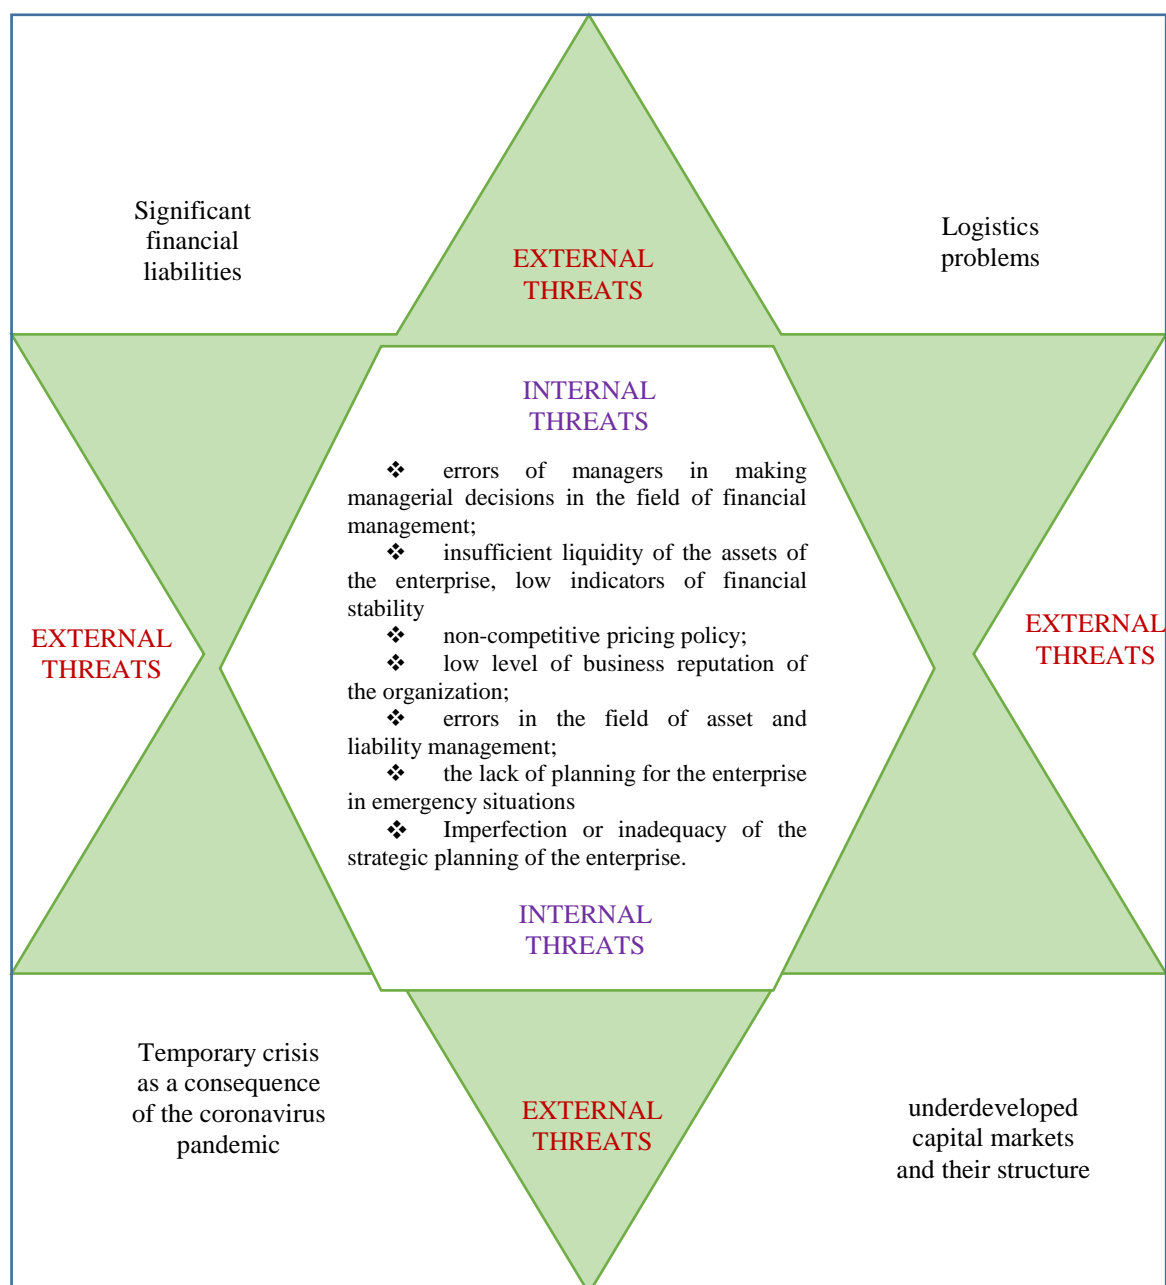 Significant
financial
liabilities
Logistics
problems
EXTERNAL
THREATS
INTERNAL
THREATS
❖ errors of managers in making
managerial decisions in the field of financial
management;
❖ insufficient liquidity of the assets of
the enterprise, low indicators of financial
stability
❖ non-competitive pricing policy;
❖ low level of business reputation of
the organization;
❖ errors in the field of asset and
liability management;
❖ the lack of planning for the enterprise
in emergency situations
❖ Imperfection or inadequacy of the
strategic planning of the enterprise.
INTERNAL
THREATS
EXTERNAL
THREATS
EXTERNAL
THREATS
Temporary crisis
as a consequence
of the coronavirus
pandemic
EXTERNAL
THREATS
underdeveloped
capital markets
and their structure